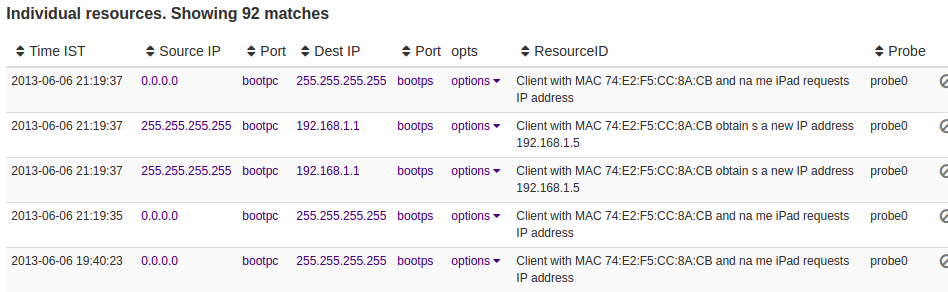 Individual resources. Showing 92 matches
Time IST Source IP Port Dest IP Port opts ResourceID Probe
2013-06-06 21:19:37 0.0.0.0 bootpc 255.255.255.255 bootps options Client with MAC 74:E2:F5:CC:8A:CB and na me iPad requests probe0
IP address
2013-06-06 21:19:37 255.255.255.255 bootpc 192.168.1.1 bootps options Client with MAC 74:E2:F5:CC:8A:CB obtain s a new IP address probe0
192.168.1.5
2013-06-06 21:19:37 255.255.255.255 bootpc 192.168.1.1 bootps options Client with MAC 74:E2:F5:CC:8A:CB obtain s a new IP address probe0
192.168.1.5
2013-06-06 21:19:35 0.0.0.0 bootpc 255.255.255.255 bootps options Client with MAC 74:E2:F5:CC:8A:CB and na me iPad requests probe0
IP address
2013-06-06 19:40:23 0.0.0.0 bootpc 255.255.255.255 bootps options Client with MAC 74:E2:F5:CC:8A:CB and na me iPad requests probe0
IP address